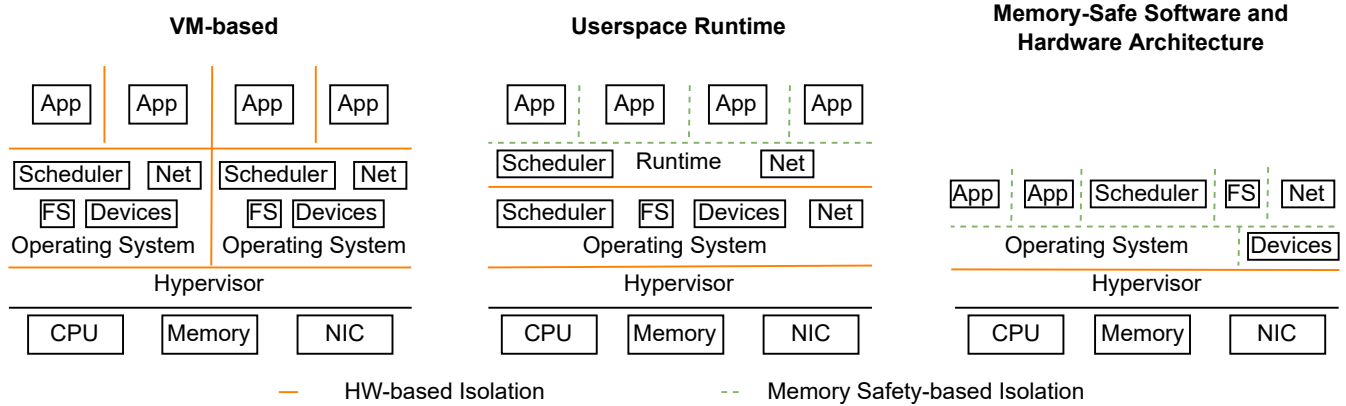 VM-based
App App App App
Scheduler Net Scheduler Net
FS Devices FS Devices
Operating System Operating System
Hypervisor
CPU Memory NIC
Userspace Runtime
App App App App
Scheduler Runtime Net
Scheduler FS Devices Net
Operating System
Hypervisor
CPU Memory NIC
Memory-Safe Software and
Hardware Architecture
App App Scheduler FS Net
Operating System Devices
Hypervisor
CPU Memory NIC
HW-based Isolation
Memory Safety-based Isolation